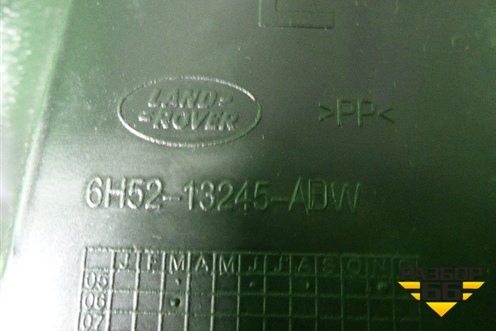 LAND-
-ROVER
>PP<
6H52-13245-ADW
J F M A M J J A S O N D
05
06
07
РАЗБОР
66